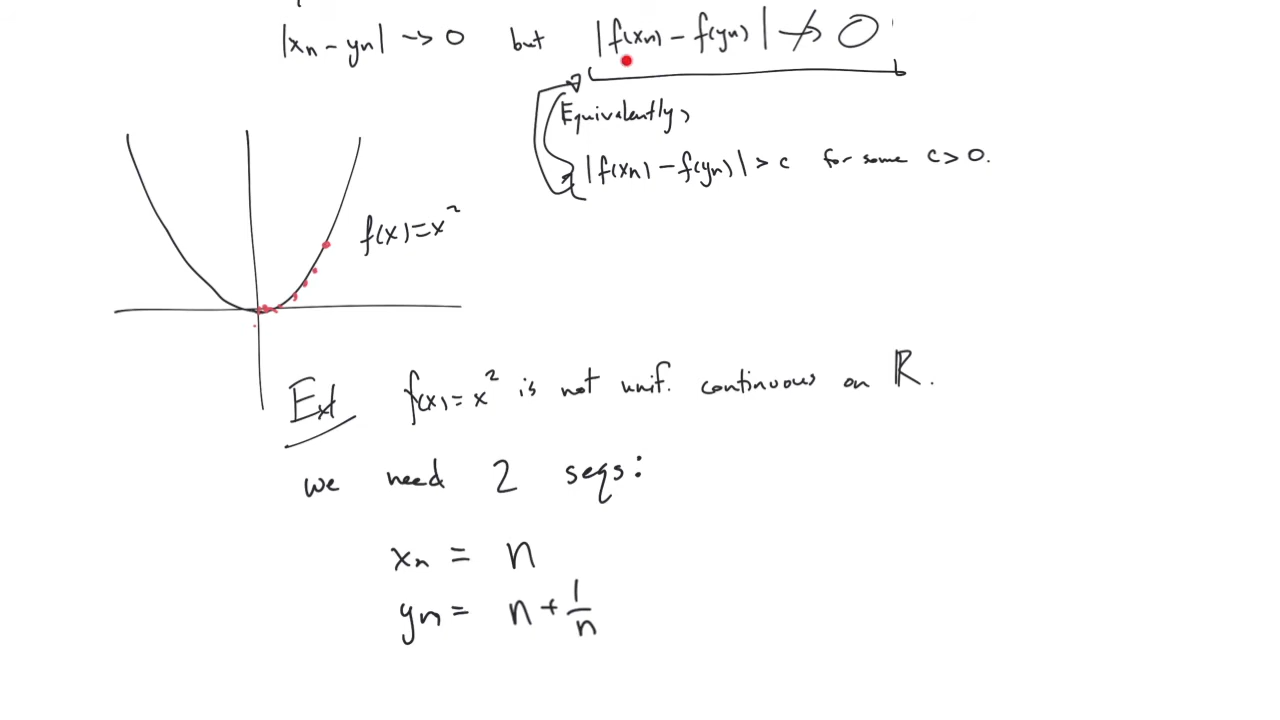 |xn - yn| -> 0 but |f(xn) - f(yn)| ↛ 0
Equivalently,
|f(xn) - f(yn)| > c for some c > 0.
f(x) = x²
Ex f(x) = x² is not unif. continuous on ℝ.
we need 2 seqs:
xn = n
yn = n + 1/n